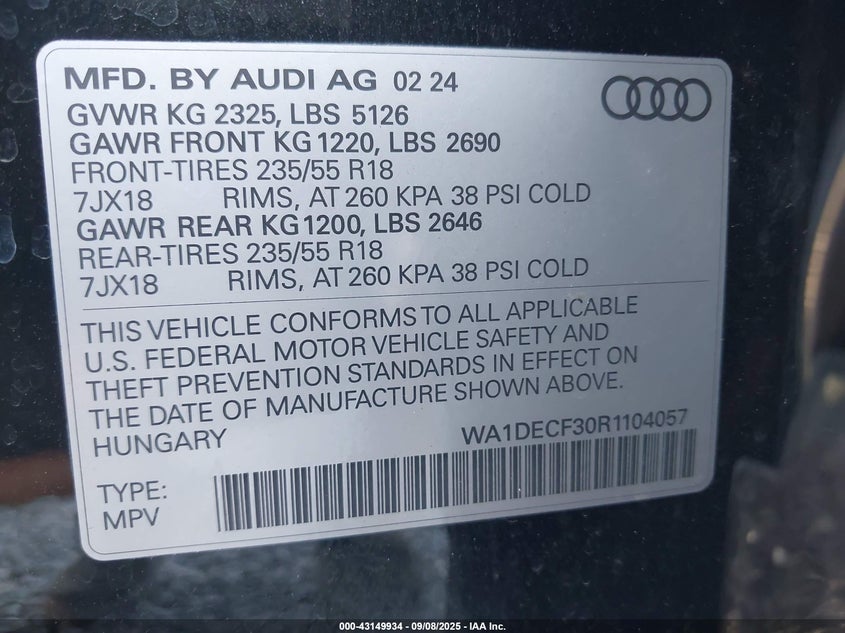 MFD. BY AUDI AG 02 24
GVWR KG 2325, LBS 5126
GAWR FRONT KG 1220, LBS 2690
FRONT-TIRES 235/55 R18
7JX18 RIMS, AT 260 KPA 38 PSI COLD
GAWR REAR KG 1200, LBS 2646
REAR-TIRES 235/55 R18
7JX18 RIMS, AT 260 KPA 38 PSI COLD
THIS VEHICLE CONFORMS TO ALL APPLICABLE
U.S. FEDERAL MOTOR VEHICLE SAFETY AND
THEFT PREVENTION STANDARDS IN EFFECT ON
THE DATE OF MANUFACTURE SHOWN ABOVE.
HUNGARY WA1DECF30R1104057
TYPE:
MPV
000-43149934 - 09/08/2025 - IAA Inc.